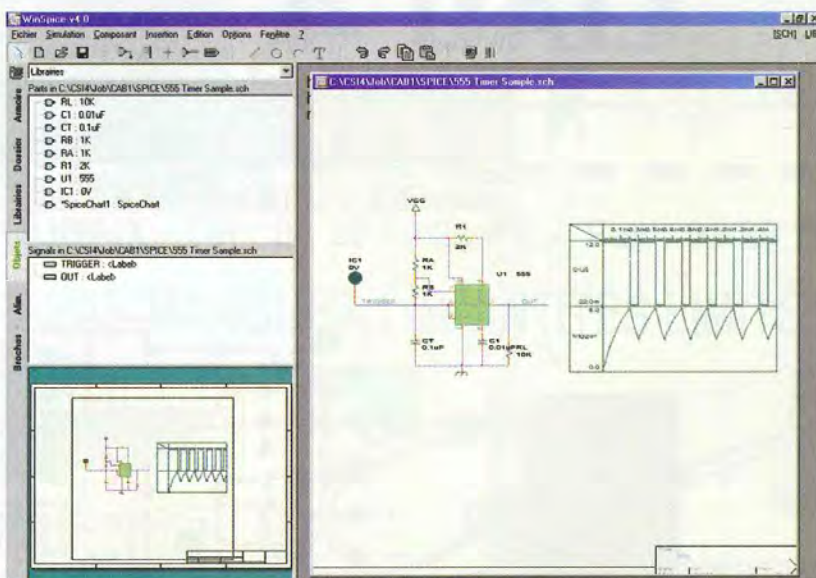 WinSpice v4.0
Fichier Simulation Composant Insertion Edition Options Fenêtre ?
[SCH]
Armoire
Dossier
Librairies
Objets
Alim.
Broches
Librairies
Parts in C:\CSI4\Job\CAB1\SPICE\555 Timer Sample.sch
RL : 10K
C1 : 0.01uF
CT : 0.1uF
RB : 1K
RA : 1K
R1 : 2K
U1 : 555
IC1 : 0V
*SpiceChart1 : SpiceChart
Signals in C:\CSI4\Job\CAB1\SPICE\555 Timer Sample.sch
TRIGGER : <Label>
OUT : <Label>
C:\CSI4\Job\CAB1\SPICE\555 Timer Sample.sch
VCC
R1
2K
IC1
0V
RA
1K
RB
1K
U1 555
TRIGGER
OUT
CT
0.1uF
C1
0.01uF
RL
10K
12.0
6.0
0.0